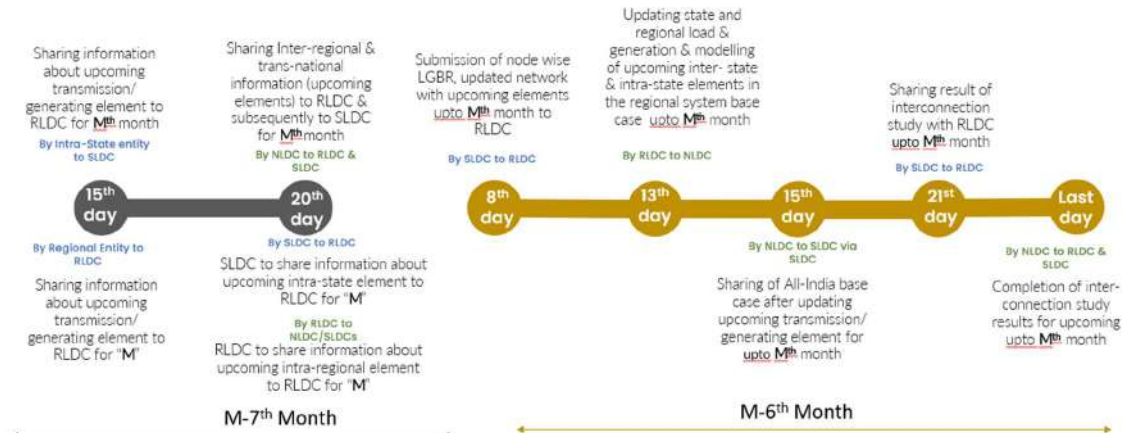 Sharing information
about upcoming
transmission/
generating element to
RLDC for Mth month
By Intra-State entity
to SLDC
15th
day
By Regional Entity to
RLDC
Sharing information
about upcoming
transmission/
generating element to
RLDC for "M"
Sharing Inter-regional &
trans-national
information (upcoming
elements) to RLDC &
subsequently to SLDC
for Mth month
By NLDC to RLDC &
SLDC
20th
day
By SLDC to RLDC
SLDC to share information about
upcoming intra-state element to
RLDC for "M"
By RLDC to
NLDC/SLDCs
RLDC to share information about
upcoming intra-regional element
to RLDC for "M"
M-7th Month
Submission of node wise
LGBR, updated network
with upcoming elements
upto Mth month to
RLDC
By SLDC to RLDC
8th
day
Updating state and
regional load &
generation & modelling
of upcoming inter- state
& intra-state elements in
the regional system base
case upto Mth month
By RLDC to NLDC
13th
day
15th
day
By NLDC to SLDC via
SLDC
Sharing of All-India base
case after updating
upcoming transmission/
generating element for
upto Mth month
Sharing result of
interconnection
study with RLDC
upto Mth month
By SLDC to RLDC
21st
day
Last
day
By NLDC to RLDC &
SLDC
Completion of inter-
connection study
results for upcoming
upto Mth month
M-6th Month